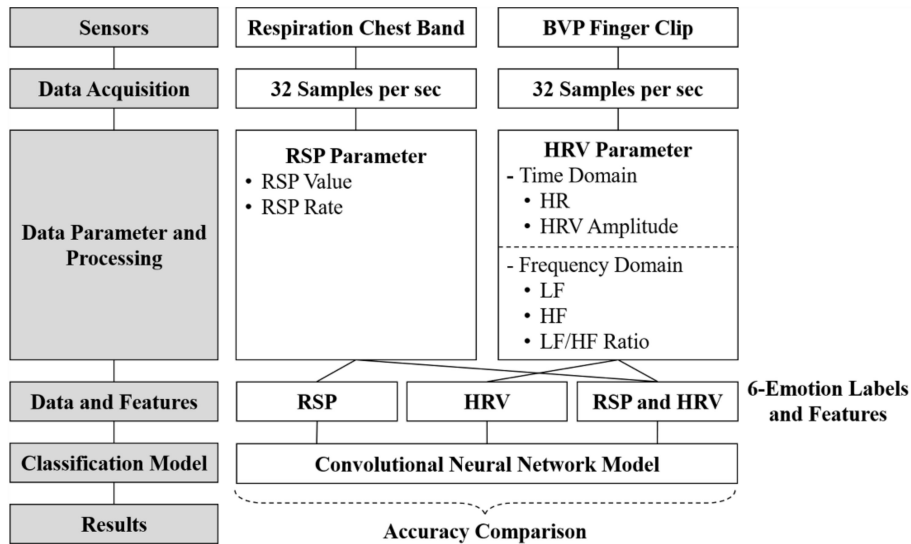 Sensors
Respiration Chest Band
BVP Finger Clip
Data Acquisition
32 Samples per sec
32 Samples per sec
Data Parameter and
Processing
RSP Parameter
• RSP Value
• RSP Rate
HRV Parameter
- Time Domain
• HR
• HRV Amplitude
- Frequency Domain
• LF
• HF
• LF/HF Ratio
Data and Features
RSP
HRV
RSP and HRV
6-Emotion Labels
and Features
Classification Model
Convolutional Neural Network Model
Results
Accuracy Comparison